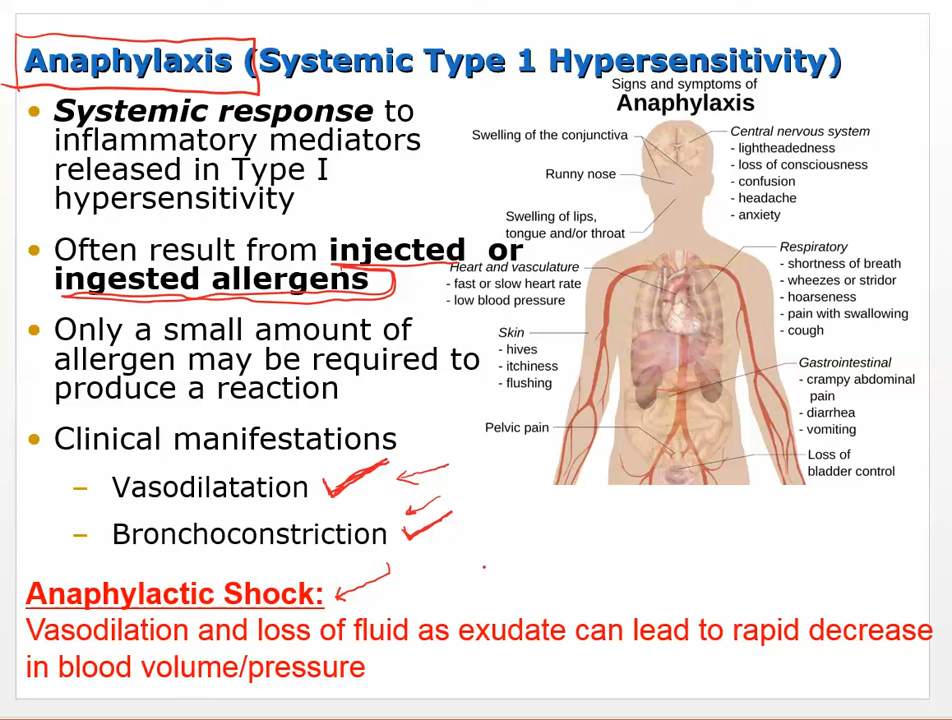 Anaphylaxis (Systemic Type 1 Hypersensitivity)
• Systemic response to
inflammatory mediators
released in Type I
hypersensitivity
• Often result from injected or
ingested allergens
• Only a small amount of
allergen may be required to
produce a reaction
• Clinical manifestations
– Vasodilatation
– Bronchoconstriction
Signs and symptoms of
Anaphylaxis
Swelling of the conjunctiva
Runny nose
Swelling of lips,
tongue and/or throat
Heart and vasculature
- fast or slow heart rate
- low blood pressure
Skin
- hives
- itchiness
- flushing
Pelvic pain
Central nervous system
- lightheadedness
- loss of consciousness
- confusion
- headache
- anxiety
Respiratory
- shortness of breath
- wheezes or stridor
- hoarseness
- pain with swallowing
- cough
Gastrointestinal
- crampy abdominal
pain
- diarrhea
- vomiting
Loss of
bladder control
Anaphylactic Shock:
Vasodilation and loss of fluid as exudate can lead to rapid decrease
in blood volume/pressure